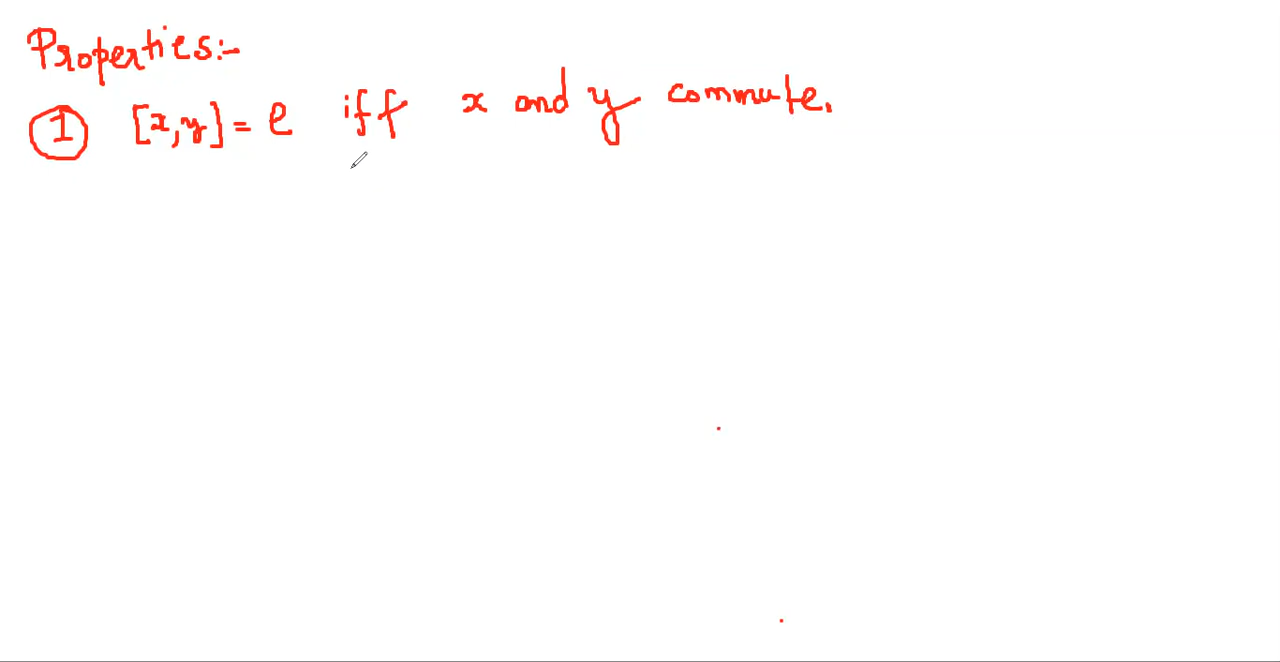 Properties:-
① [x,y] = e iff x and y commute.